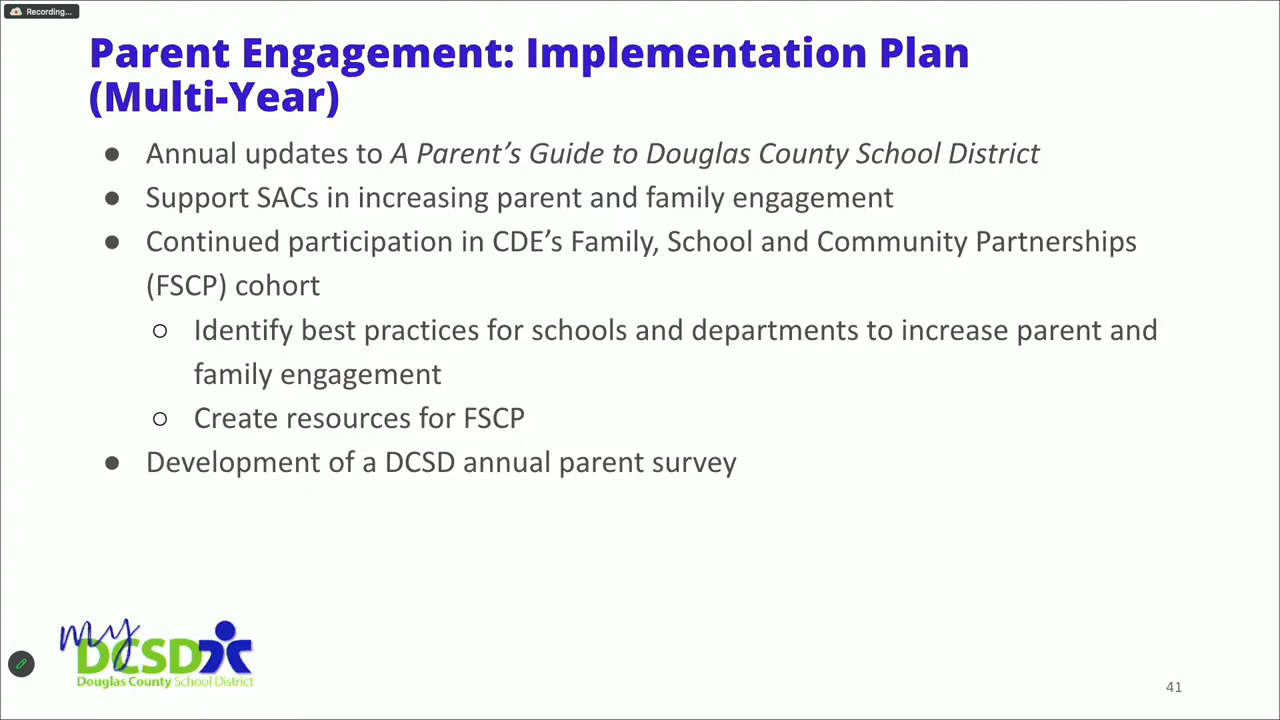 Recording...
Parent Engagement: Implementation Plan
(Multi-Year)
● Annual updates to A Parent’s Guide to Douglas County School District
● Support SACs in increasing parent and family engagement
● Continued participation in CDE’s Family, School and Community Partnerships
(FSCP) cohort
○ Identify best practices for schools and departments to increase parent and
family engagement
○ Create resources for FSCP
● Development of a DCSD annual parent survey
my
DCSD
Douglas County School District
41